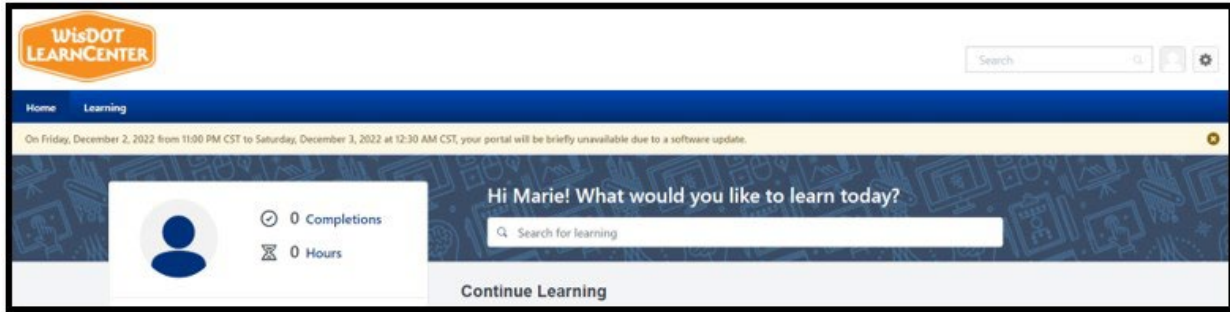 WisDOT
LEARNCENTER
Search
Home Learning
On Friday, December 2, 2022 from 11:00 PM CST to Saturday, December 3, 2022 at 12:30 AM CST, your portal will be briefly unavailable due to a software update.
Hi Marie! What would you like to learn today?
0 Completions
Search for learning
0 Hours
Continue Learning